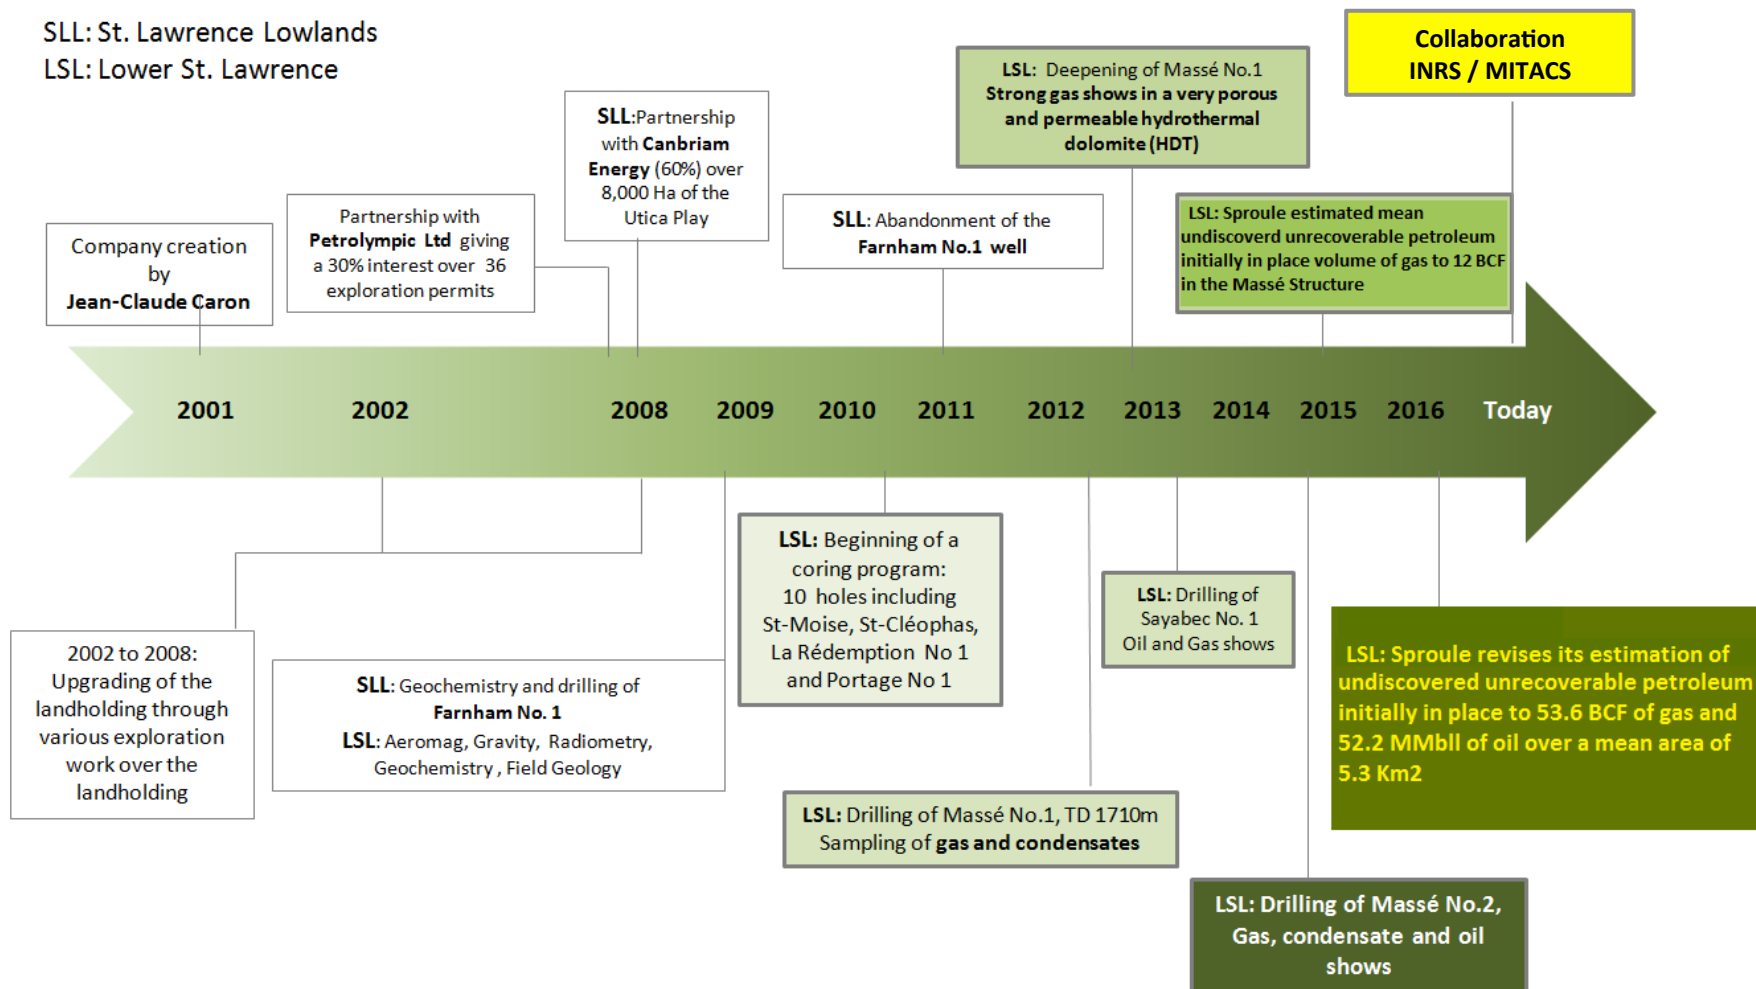 SLL: St. Lawrence Lowlands
LSL: Lower St. Lawrence
Collaboration
INRS / MITACS
LSL: Deepening of Massé No.1
Strong gas shows in a very porous
and permeable hydrothermal
dolomite (HDT)
SLL:Partnership
with Canbriam
Energy (60%) over
8,000 Ha of the
Utica Play
Partnership with
Petrolympic Ltd giving
a 30% interest over 36
exploration permits
Company creation
by
Jean-Claude Caron
SLL: Abandonment of the
Farnham No.1 well
LSL: Sproule estimated mean
undiscoverd unrecoverable petroleum
initially in place volume of gas to 12 BCF
in the Massé Structure
2001 2002 2008 2009 2010 2011 2012 2013 2014 2015 2016 Today
2002 to 2008:
Upgrading of the
landholding through
various exploration
work over the
landholding
SLL: Geochemistry and drilling of
Farnham No. 1
LSL: Aeromag, Gravity, Radiometry,
Geochemistry , Field Geology
LSL: Beginning of a
coring program:
10 holes including
St-Moise, St-Cléophas,
La Rédemption No 1
and Portage No 1
LSL: Drilling of Massé No.1, TD 1710m
Sampling of gas and condensates
LSL: Drilling of
Sayabec No. 1
Oil and Gas shows
LSL: Drilling of Massé No.2,
Gas, condensate and oil
shows
LSL: Sproule revises its estimation of
undiscovered unrecoverable petroleum
initially in place to 53.6 BCF of gas and
52.2 MMbll of oil over a mean area of
5.3 Km2